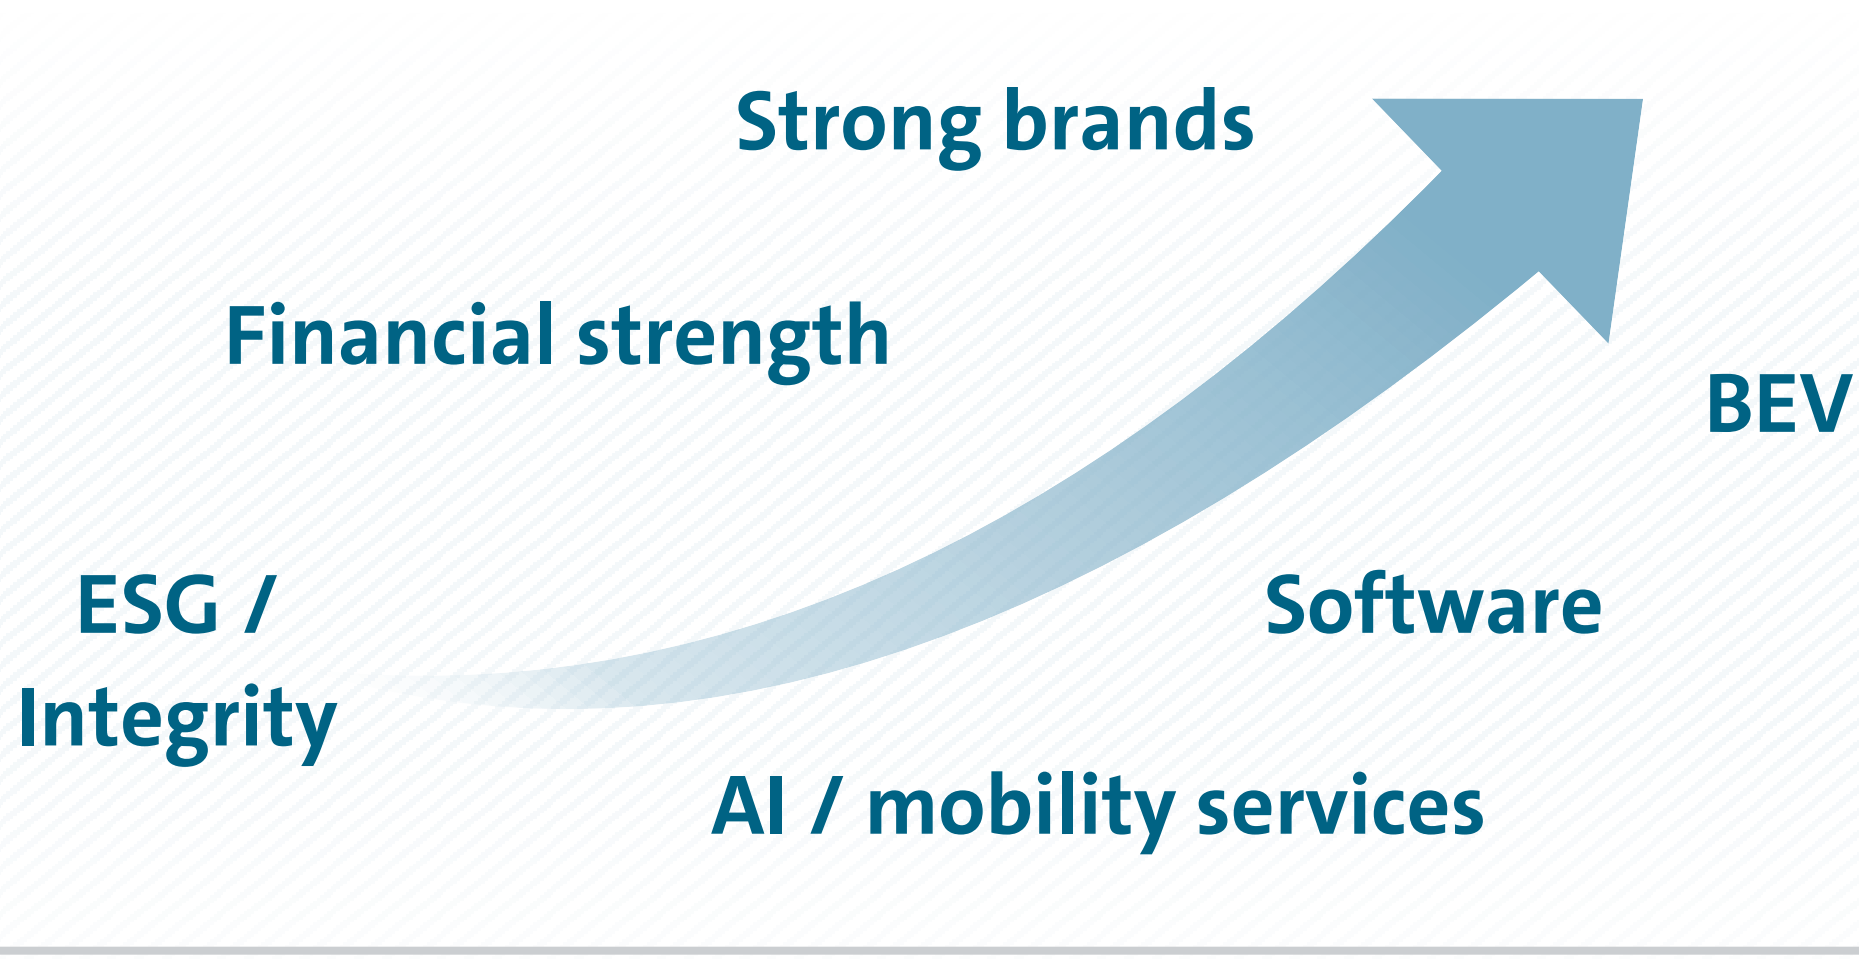 Strong brands
Financial strength
BEV
ESG /
Integrity
Software
AI / mobility services